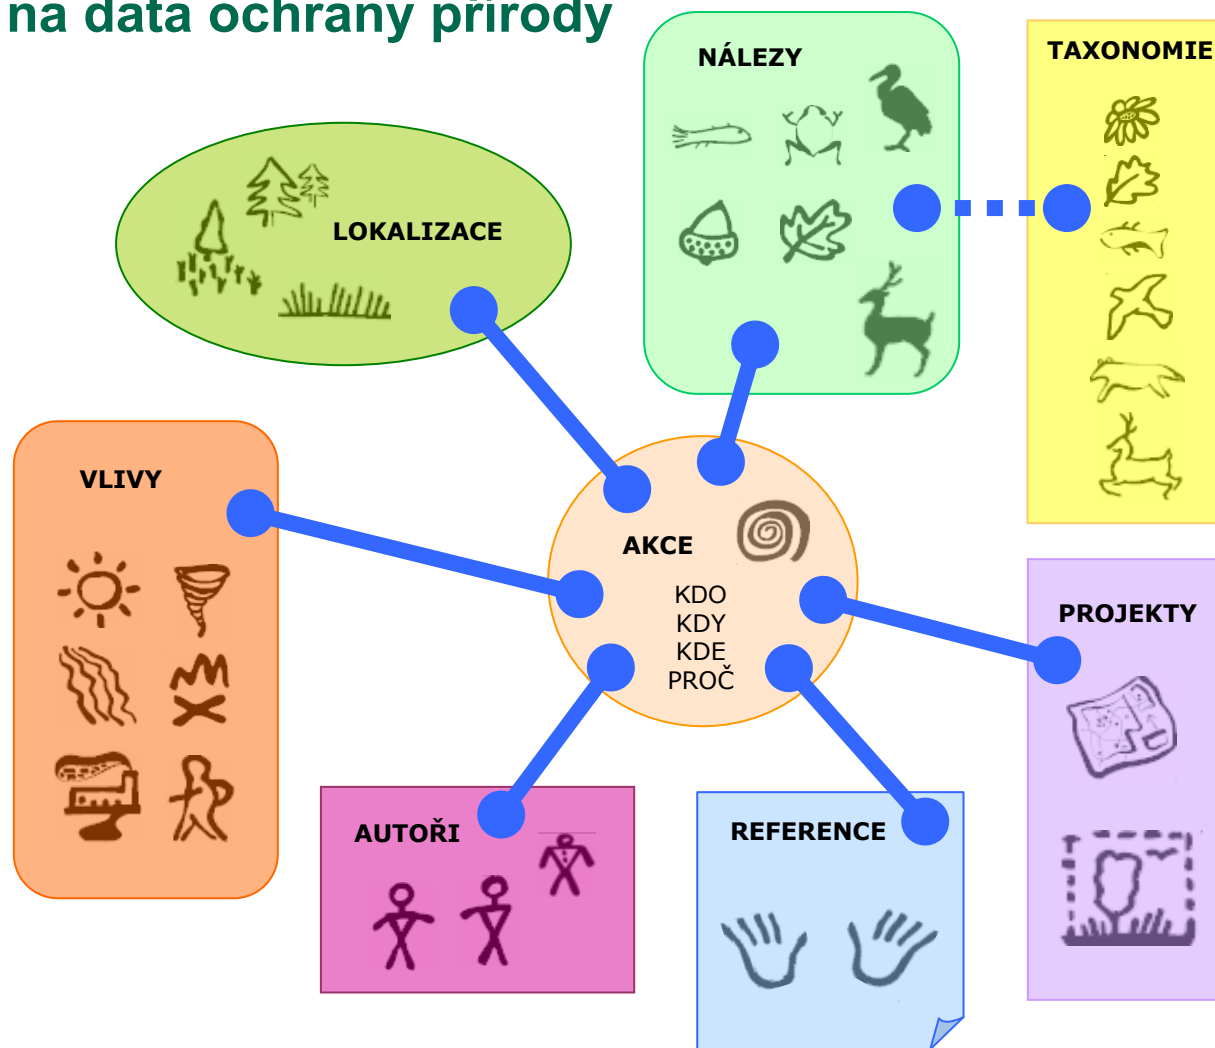 na data ochrany přírody
NÁLEZY
TAXONOMIE
LOKALIZACE
VLIVY
AKCE
KDO
KDY
KDE
PROČ
PROJEKTY
AUTOŘI
REFERENCE